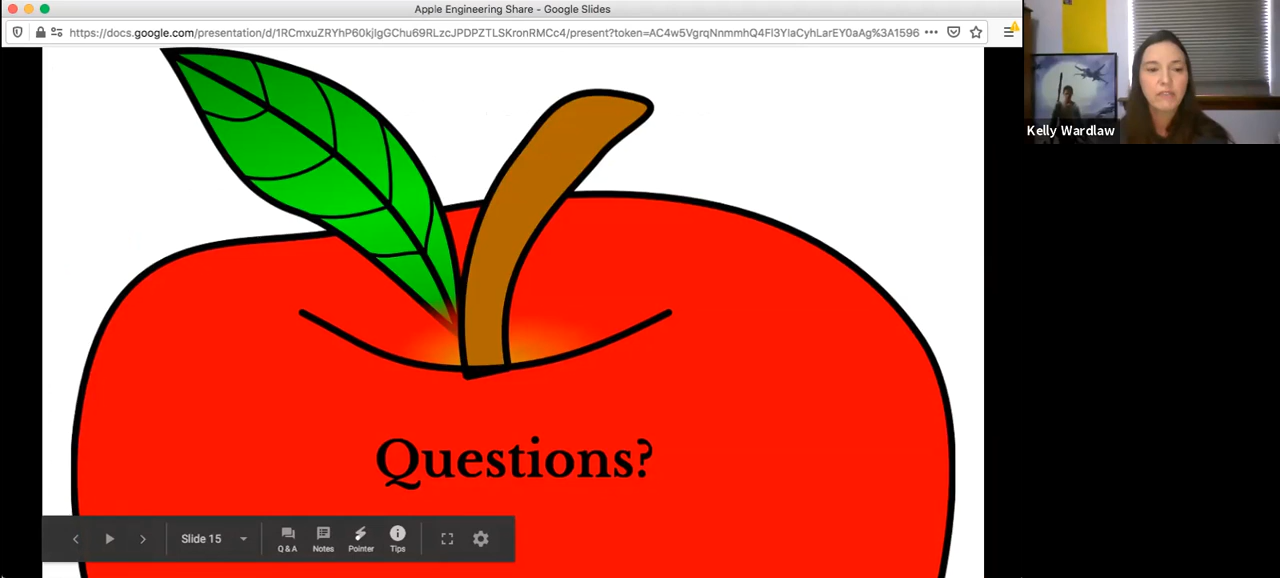 Apple Engineering Share - Google Slides
https://docs.google.com/presentation/d/1RCmxUZRYhP60kjIgGChu69RLzcJPDPZTLSKronRMCc4/present?token=AC4w5VgrqNnmmhQ4Fl3YlaCyhLarEY0aAg%3A1596
Kelly Wardlaw
Questions?
Slide 15
Q & A
Notes
Pointer
Tips